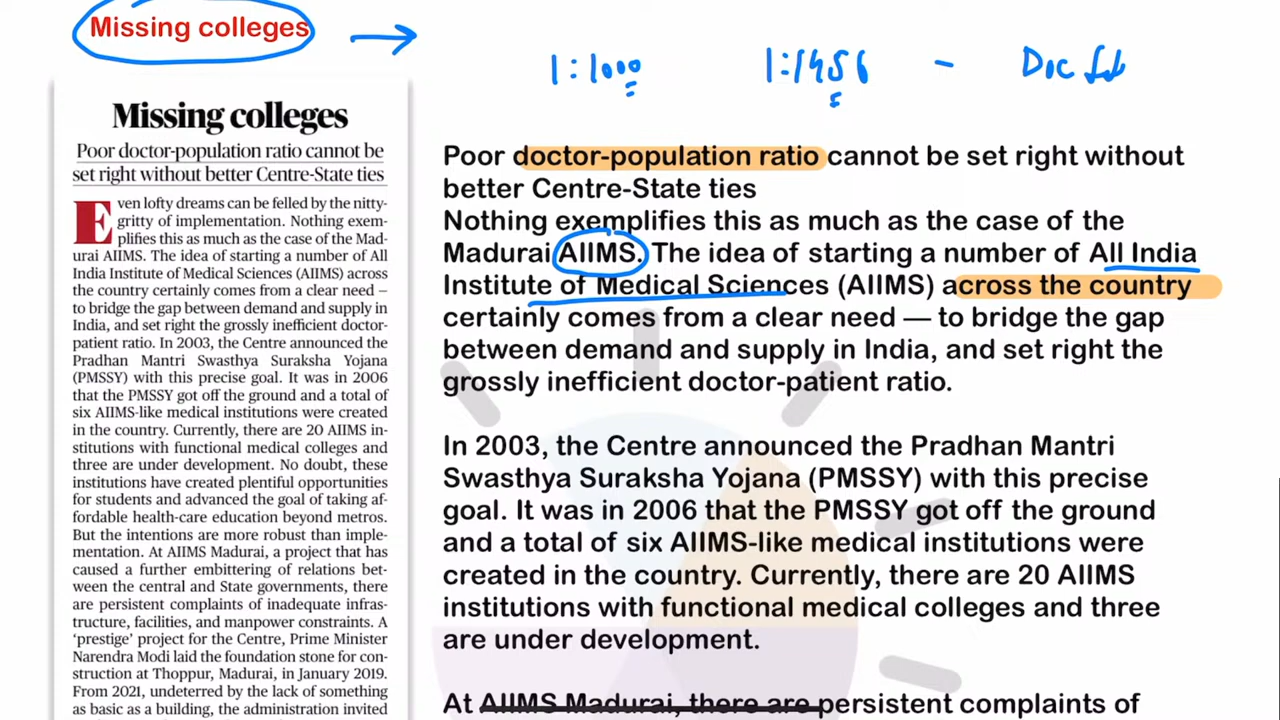 Missing colleges
1:1000 1:1456 - Doc
Missing colleges
Poor doctor-population ratio cannot be
set right without better Centre-State ties
Even lofty dreams can be felled by the nitty-
gritty of implementation. Nothing exem-
plifies this as much as the case of the Mad-
urai AIIMS. The idea of starting a number of All
India Institute of Medical Sciences (AIIMS) across
the country certainly comes from a clear need –
to bridge the gap between demand and supply in
India, and set right the grossly inefficient doctor-
patient ratio. In 2003, the Centre announced the
Pradhan Mantri Swasthya Suraksha Yojana
(PMSSY) with this precise goal. It was in 2006
that the PMSSY got off the ground and a total of
six AIIMS-like medical institutions were created
in the country. Currently, there are 20 AIIMS in-
stitutions with functional medical colleges and
three are under development. No doubt, these
institutions have created plentiful opportunities
for students and advanced the goal of taking af-
fordable health-care education beyond metros.
But the intentions are more robust than imple-
mentation. At AIIMS Madurai, a project that has
caused a further embittering of relations bet-
ween the central and State governments, there
are persistent complaints of inadequate infras-
tructure, facilities, and manpower constraints. A
‘prestige’ project for the Centre, Prime Minister
Narendra Modi laid the foundation stone for con-
struction at Thoppur, Madurai, in January 2019.
From 2021, undeterred by the lack of something
as basic as a building, the administration invited
Poor doctor-population ratio cannot be set right without
better Centre-State ties
Nothing exemplifies this as much as the case of the
Madurai AIIMS. The idea of starting a number of All India
Institute of Medical Sciences (AIIMS) across the country
certainly comes from a clear need — to bridge the gap
between demand and supply in India, and set right the
grossly inefficient doctor-patient ratio.
In 2003, the Centre announced the Pradhan Mantri
Swasthya Suraksha Yojana (PMSSY) with this precise
goal. It was in 2006 that the PMSSY got off the ground
and a total of six AIIMS-like medical institutions were
created in the country. Currently, there are 20 AIIMS
institutions with functional medical colleges and three
are under development.
At AIIMS Madurai, there are persistent complaints of